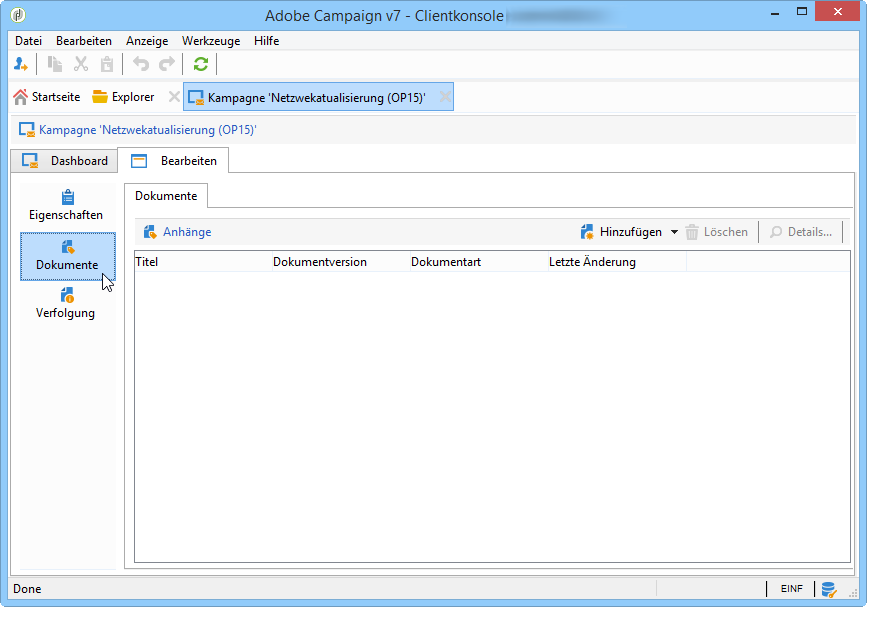 Adobe Campaign v7 - Clientkonsole
Datei Bearbeiten Anzeige Werkzeuge Hilfe
Startseite Explorer Kampagne 'Netzwekatualisierung (OP15)'
Kampagne 'Netzwekatualisierung (OP15)'
Dashboard Bearbeiten
Eigenschaften
Dokumente
Verfolgung
Dokumente
Anhänge Hinzufügen Löschen Details...
Titel Dokumentversion Dokumentart Letzte Änderung
Done EINF